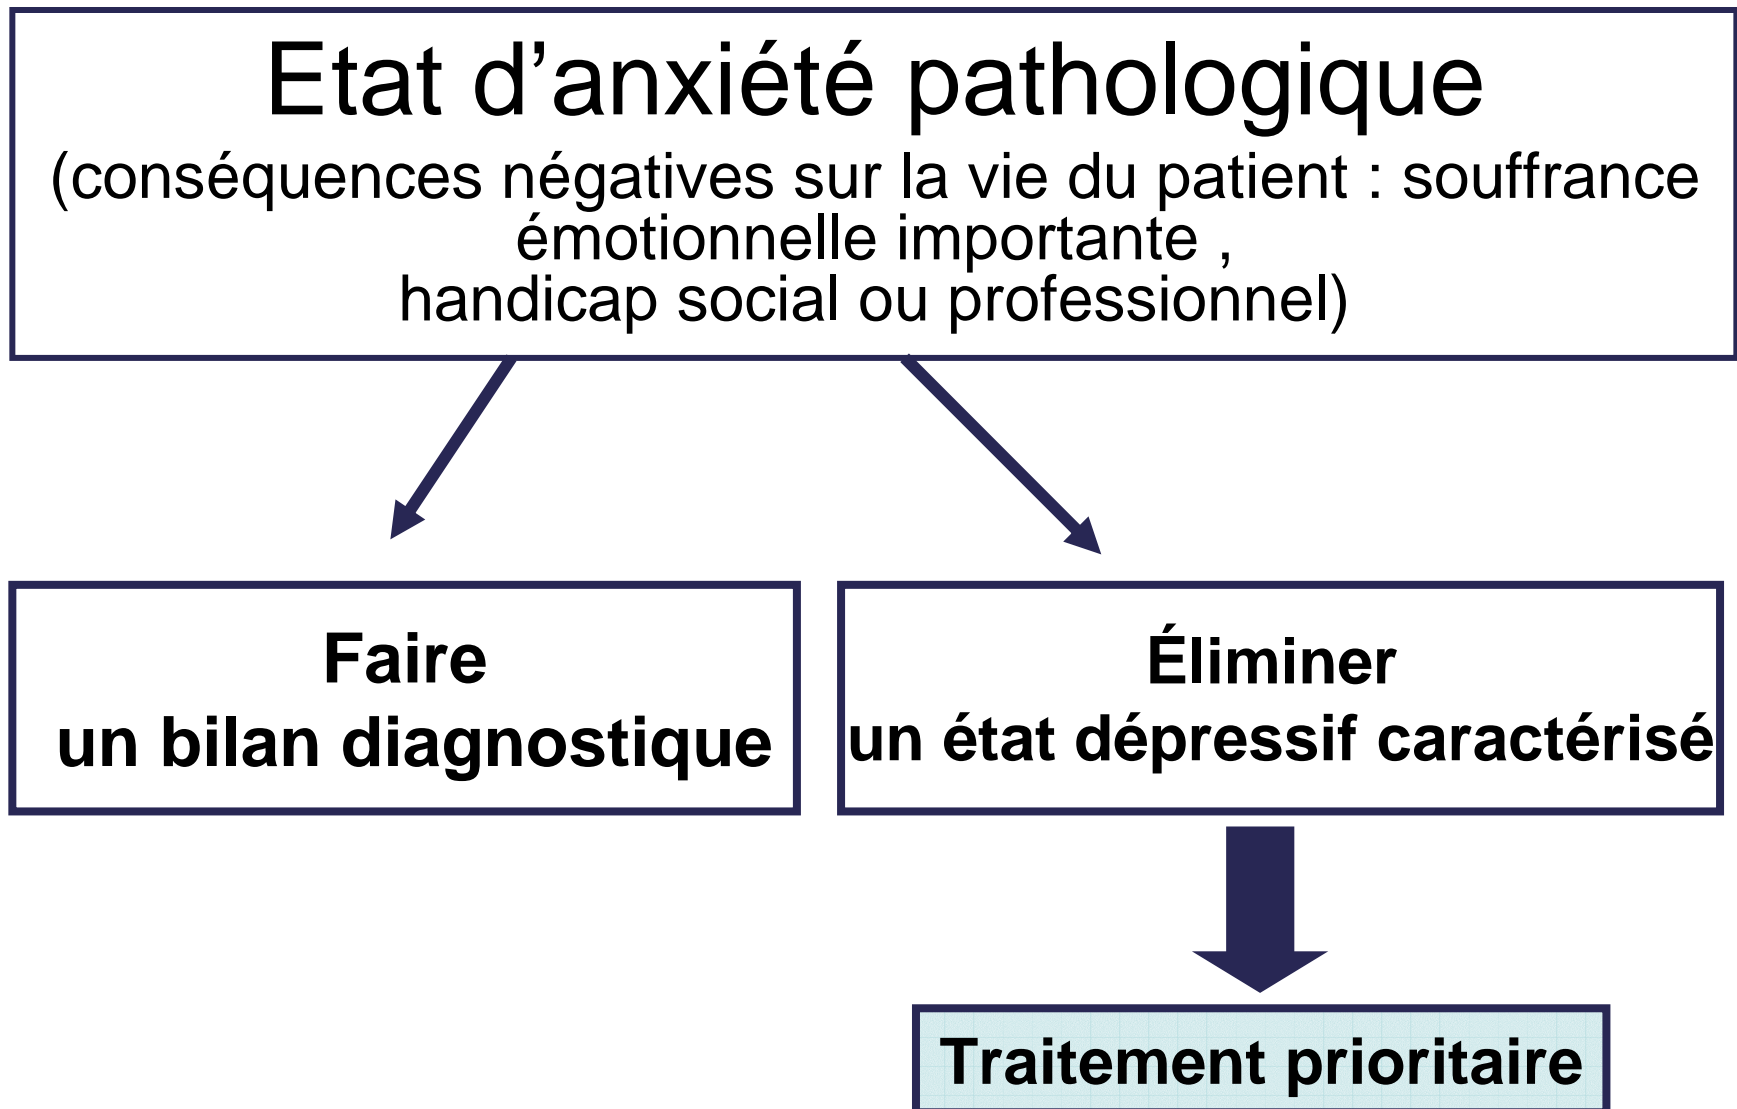 Etat d’anxiété pathologique
(conséquences négatives sur la vie du patient : souffrance
émotionnelle importante ,
handicap social ou professionnel)
Faire
un bilan diagnostique
Éliminer
un état dépressif caractérisé
Traitement prioritaire